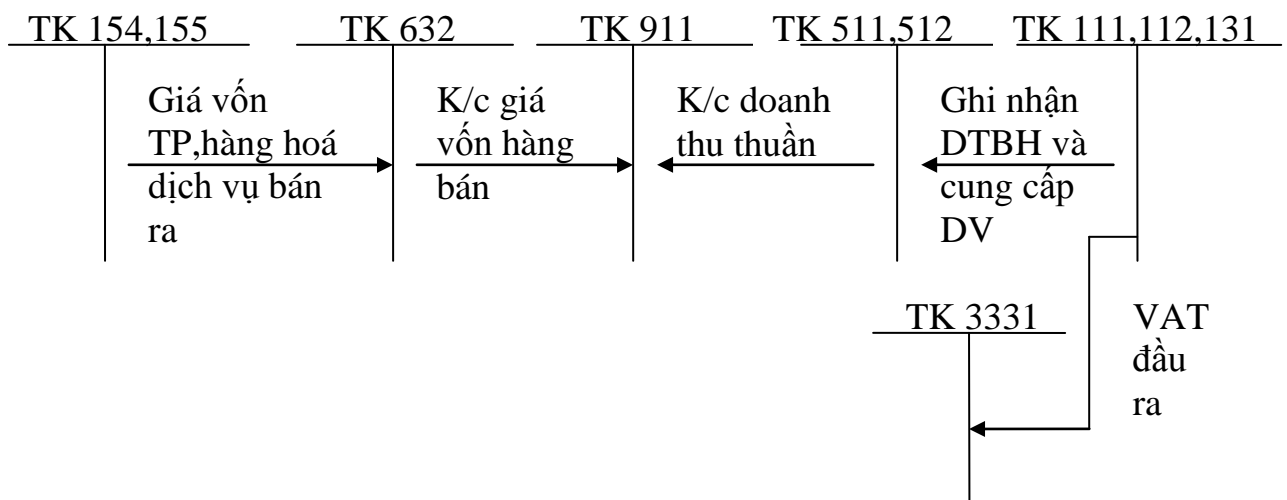 TK 154,155 TK 632 TK 911 TK 511,512 TK 111,112,131
Giá vốn
TP,hàng hoá
dịch vụ bán
ra
K/c giá
vốn hàng
bán
K/c doanh
thu thuần
Ghi nhận
DTBH và
cung cấp
DV
TK 3331
VAT
đầu
ra